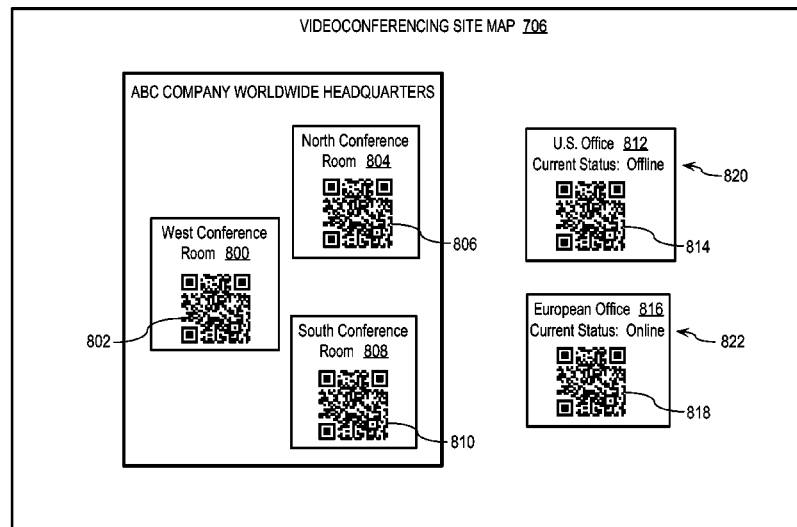 VIDEOCONFERENCING SITE MAP 706
ABC COMPANY WORLDWIDE HEADQUARTERS
North Conference
Room 804
806
West Conference
Room 800
802
South Conference
Room 808
810
U.S. Office 812
Current Status: Offline
820
814
European Office 816
Current Status: Online
822
818